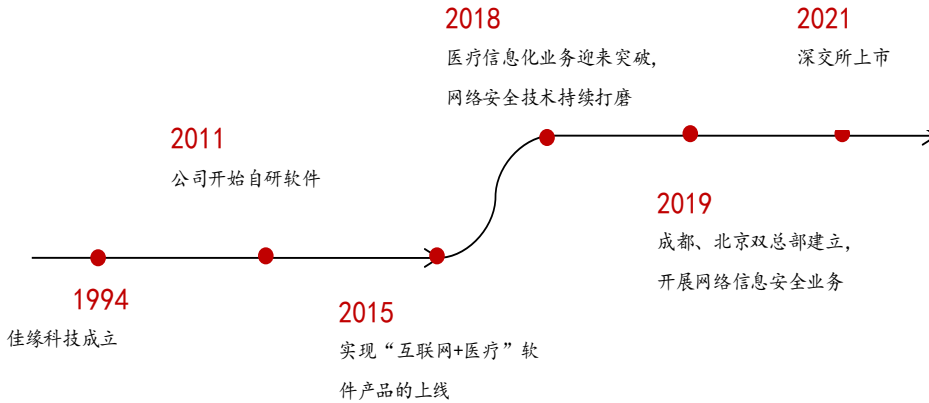 1994
佳缘科技成立
2011
公司开始自研软件
2015
实现“互联网+医疗”软
件产品的上线
2018
医疗信息化业务迎来突破,
网络安全技术持续打磨
2019
成都、北京双总部建立,
开展网络信息安全业务
2021
深交所上市